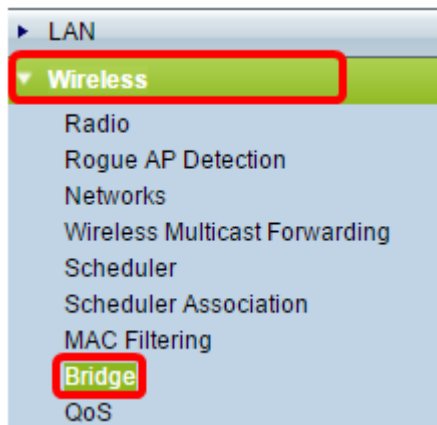 LAN
Wireless
Radio
Rogue AP Detection
Networks
Wireless Multicast Forwarding
Scheduler
Scheduler Association
MAC Filtering
Bridge
QoS